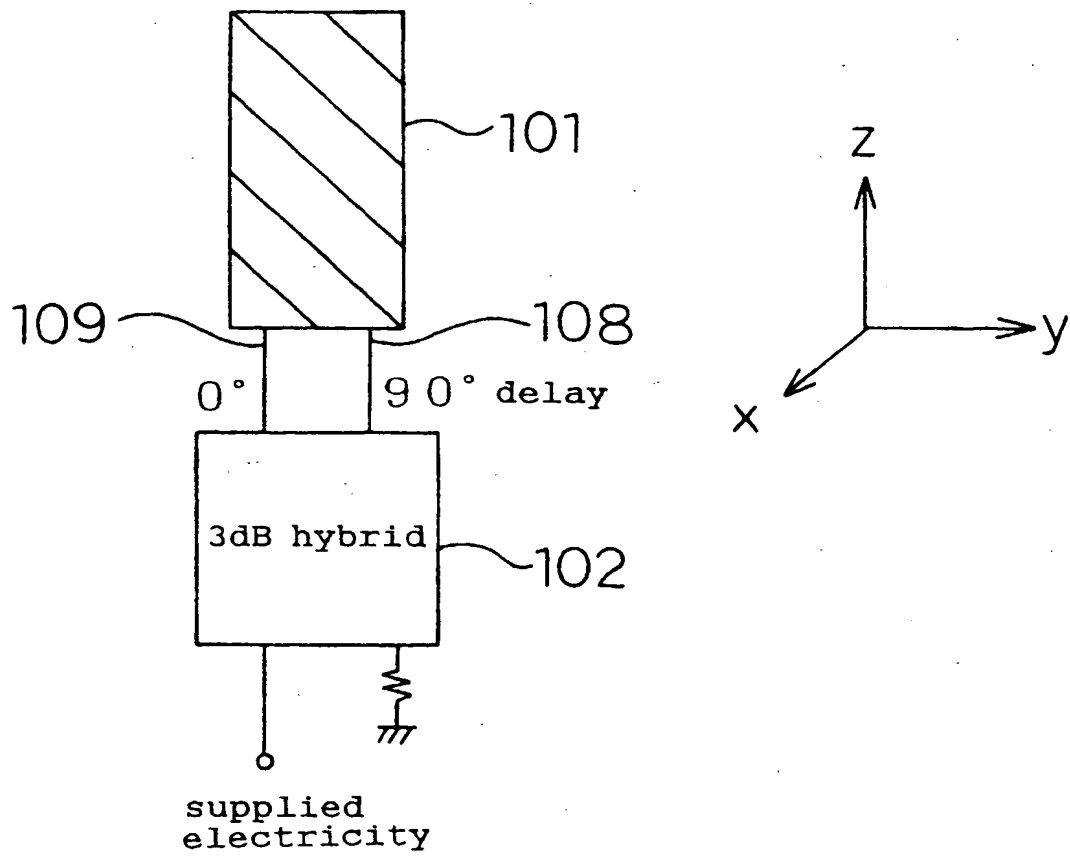 101
z
109
108
0°
90° delay
y
x
3dB hybrid
102
supplied
electricity